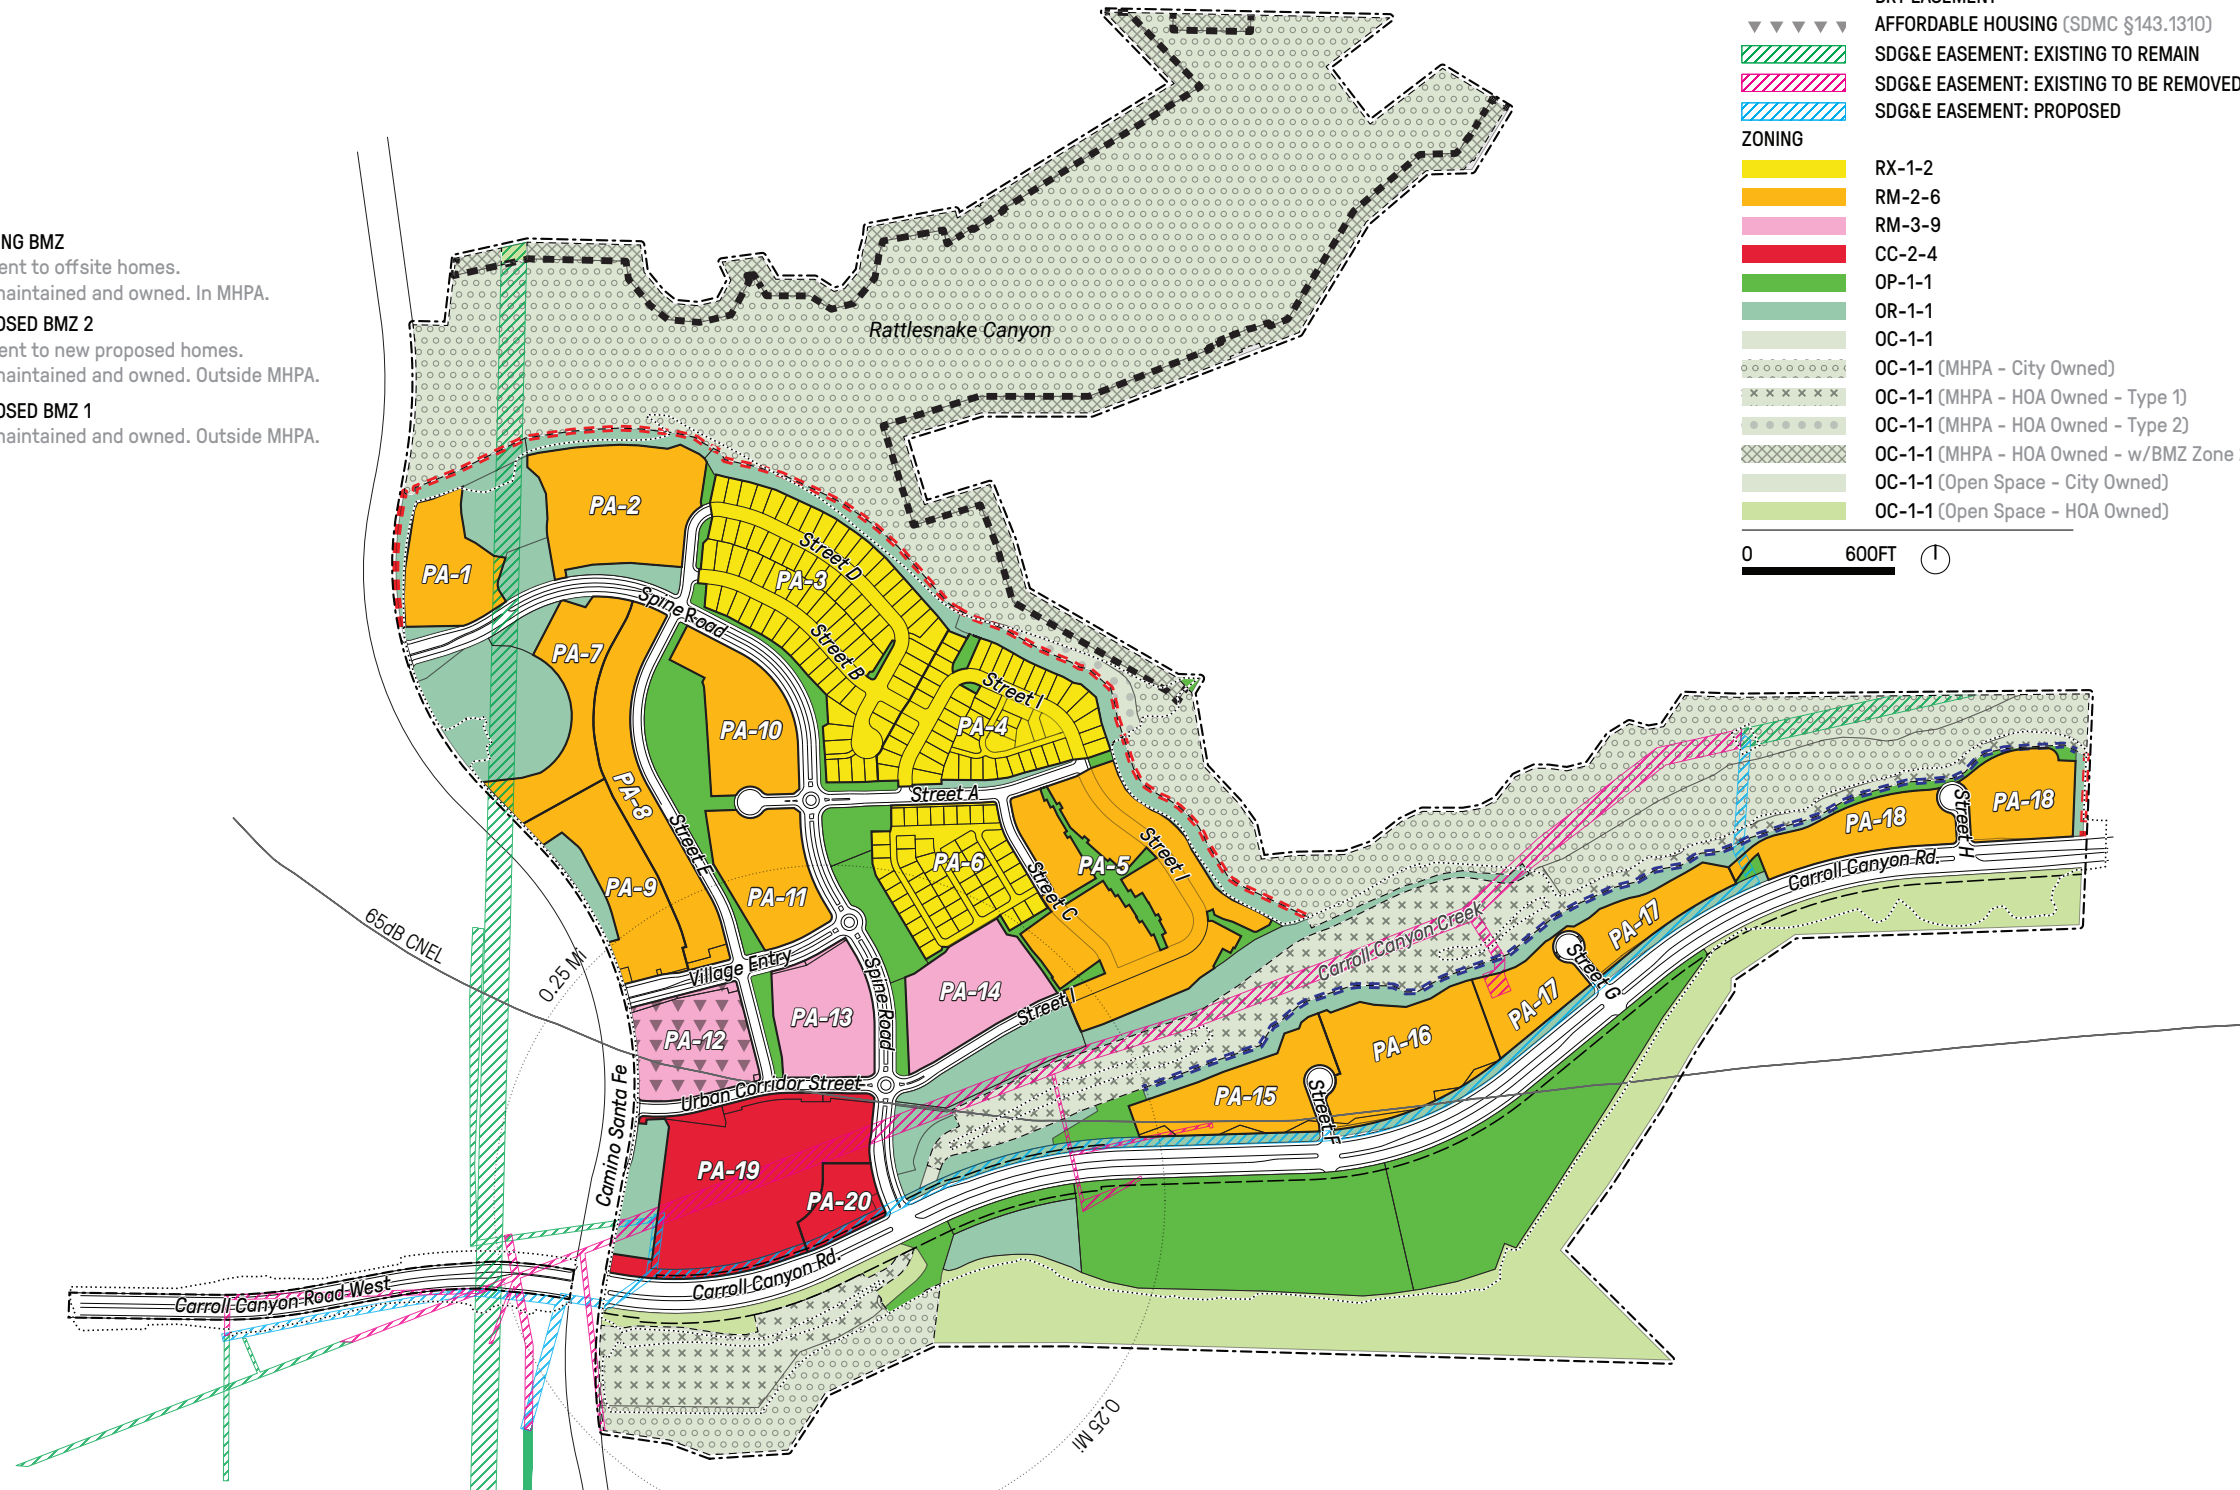 AFFORDABLE HOUSING (SDMC §143.1310)
SDG&E EASEMENT: EXISTING TO REMAIN
SDG&E EASEMENT: EXISTING TO BE REMOVED
SDG&E EASEMENT: PROPOSED
ZONING
RX-1-2
RM-2-6
RM-3-9
CC-2-4
OP-1-1
OR-1-1
OC-1-1
OC-1-1 (MHPA - City Owned)
OC-1-1 (MHPA - HOA Owned - Type 1)
OC-1-1 (MHPA - HOA Owned - Type 2)
OC-1-1 (MHPA - HOA Owned - w/BMZ Zone
OC-1-1 (Open Space - City Owned)
OC-1-1 (Open Space - HOA Owned)
0 600FT
NG BMZ
ent to offsite homes.
maintained and owned. In MHPA.
OSED BMZ 2
ent to new proposed homes.
maintained and owned. Outside MHPA.
OSED BMZ 1
maintained and owned. Outside MHPA.
Rattlesnake Canyon
PA-1
PA-2
PA-3
Street D
Street B
Spine Road
PA-7
PA-4
Street I
PA-10
PA-8
Street E
Street A
PA-6
PA-5
Street I
Street C
PA-9
PA-11
Village Entry
Spine Road
PA-12
PA-13
PA-14
Street I
Urban Corridor Street
PA-19
PA-20
Camino Santa Fe
Carroll Canyon Rd.
Carroll Canyon Road West
65dB CNEL
0.25 Mi
0.25 Mi
Carroll Canyon Creek
PA-15
Street F
PA-16
PA-17
Street G
PA-17
PA-18
Street H
PA-18
Carroll Canyon Rd.